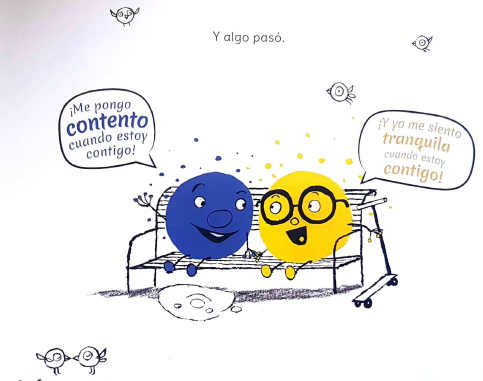 Y algo pasó.
¡Me pongo
contento
cuando estoy
contigo!
¡Y yo me siento
tranquila
cuando estoy
contigo!